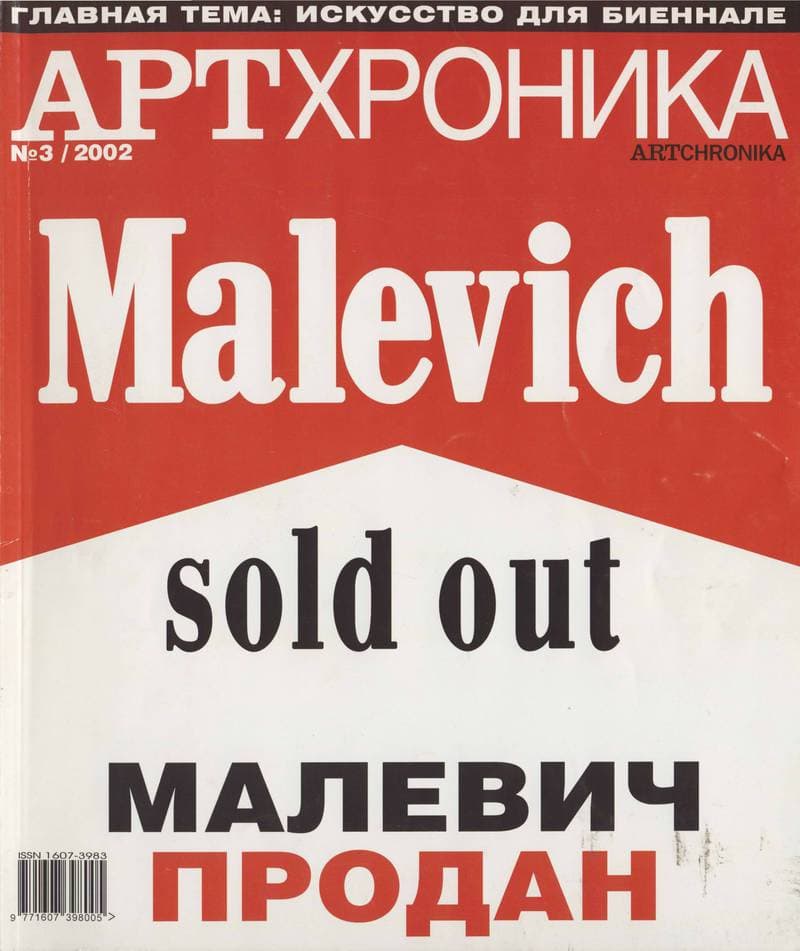 ГЛАВНАЯ ТЕМА: ИСКУССТВО ДЛЯ БИЕННАЛЕ
АРТХРОНИКА
№3 / 2002
ARTCHRONIKA
Malevich
sold out
МАЛЕВИЧ
ПРОДАН
ISSN 1607-3983
9 771607 398005 >